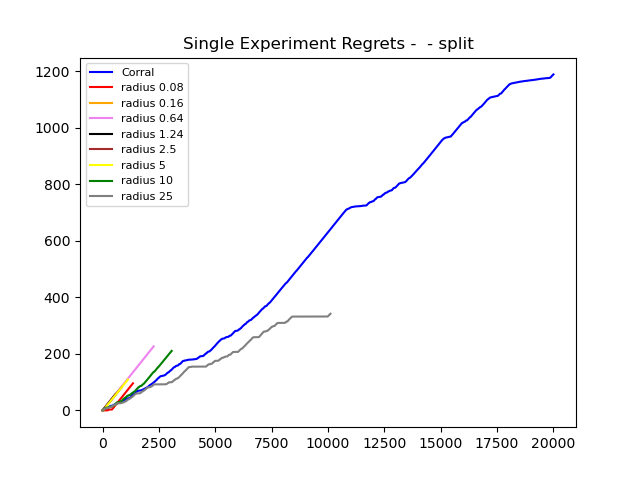 Single Experiment Regrets -  - split
Corral
radius 0.08
radius 0.16
radius 0.64
radius 1.24
radius 2.5
radius 5
radius 10
radius 25
1200
1000
800
600
400
200
0
0 2500 5000 7500 10000 12500 15000 17500 20000